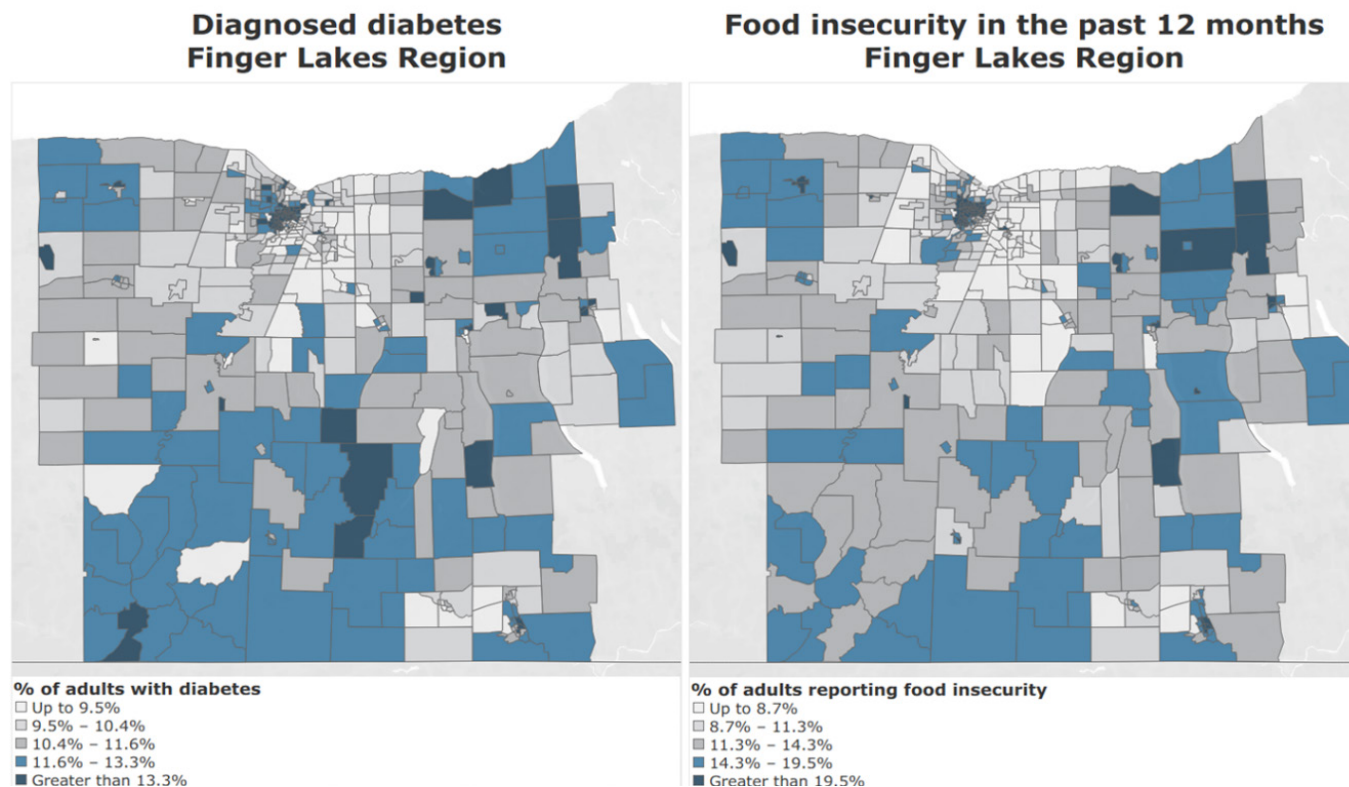 Diagnosed diabetes
Finger Lakes Region
% of adults with diabetes
Up to 9.5%
9.5% – 10.4%
10.4% – 11.6%
11.6% – 13.3%
Greater than 13.3%
Food insecurity in the past 12 months
Finger Lakes Region
% of adults reporting food insecurity
Up to 8.7%
8.7% – 11.3%
11.3% – 14.3%
14.3% – 19.5%
Greater than 19.5%